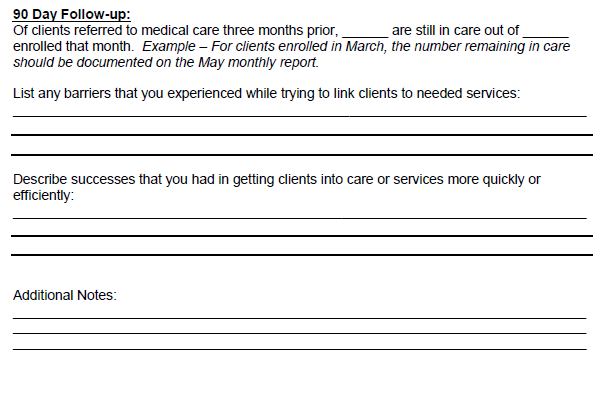 90 Day Follow-up:
Of clients referred to medical care three months prior, ______ are still in care out of ______
enrolled that month.  Example – For clients enrolled in March, the number remaining in care
should be documented on the May monthly report.
List any barriers that you experienced while trying to link clients to needed services:
Describe successes that you had in getting clients into care or services more quickly or
efficiently:
Additional Notes: